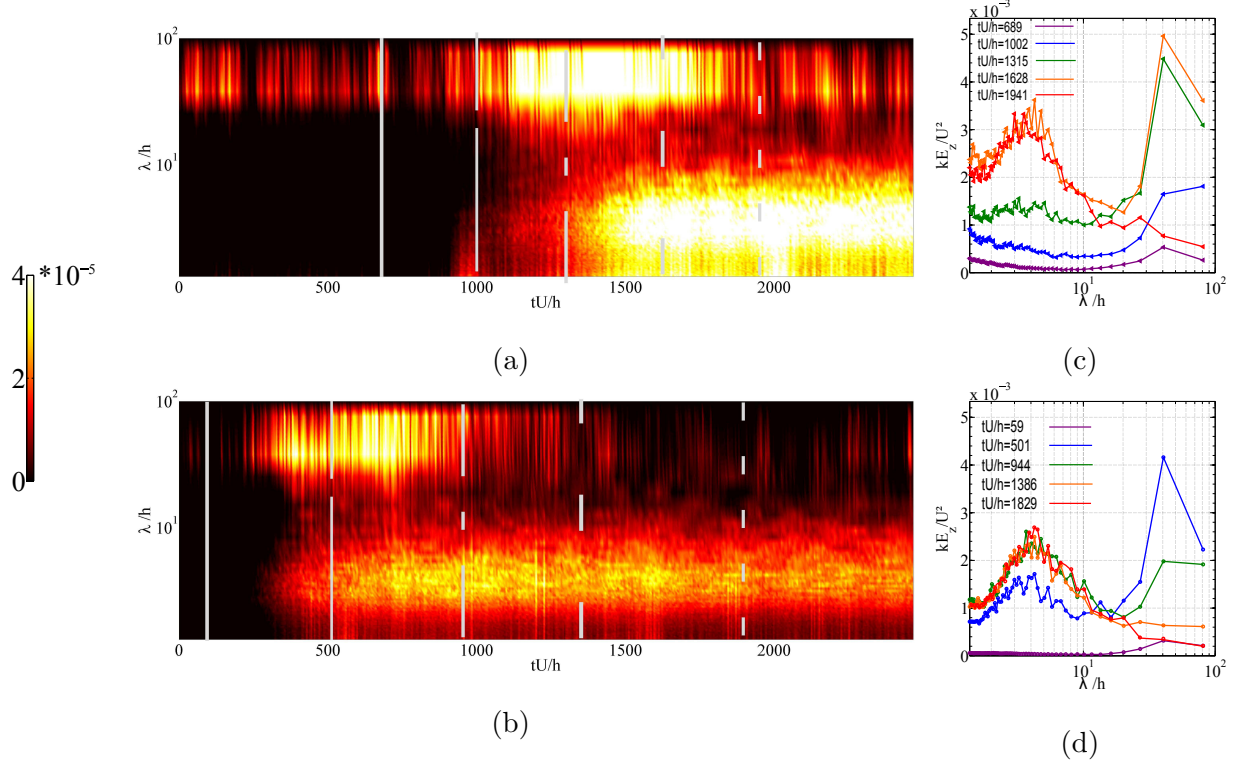 10²
λ /h
10¹
0
500
1000
1500
2000
tU/h
(a)
x 10⁻³
5
4
3
2
1
0
kE_z/U²
tU/h=689
tU/h=1002
tU/h=1315
tU/h=1628
tU/h=1941
10¹
10²
λ /h
(c)
4 *10⁻⁵
2
0
10²
λ /h
10¹
0
500
1000
1500
2000
tU/h
(b)
x 10⁻³
5
4
3
2
1
0
kE_z/U²
tU/h=59
tU/h=501
tU/h=944
tU/h=1386
tU/h=1829
10¹
10²
λ /h
(d)